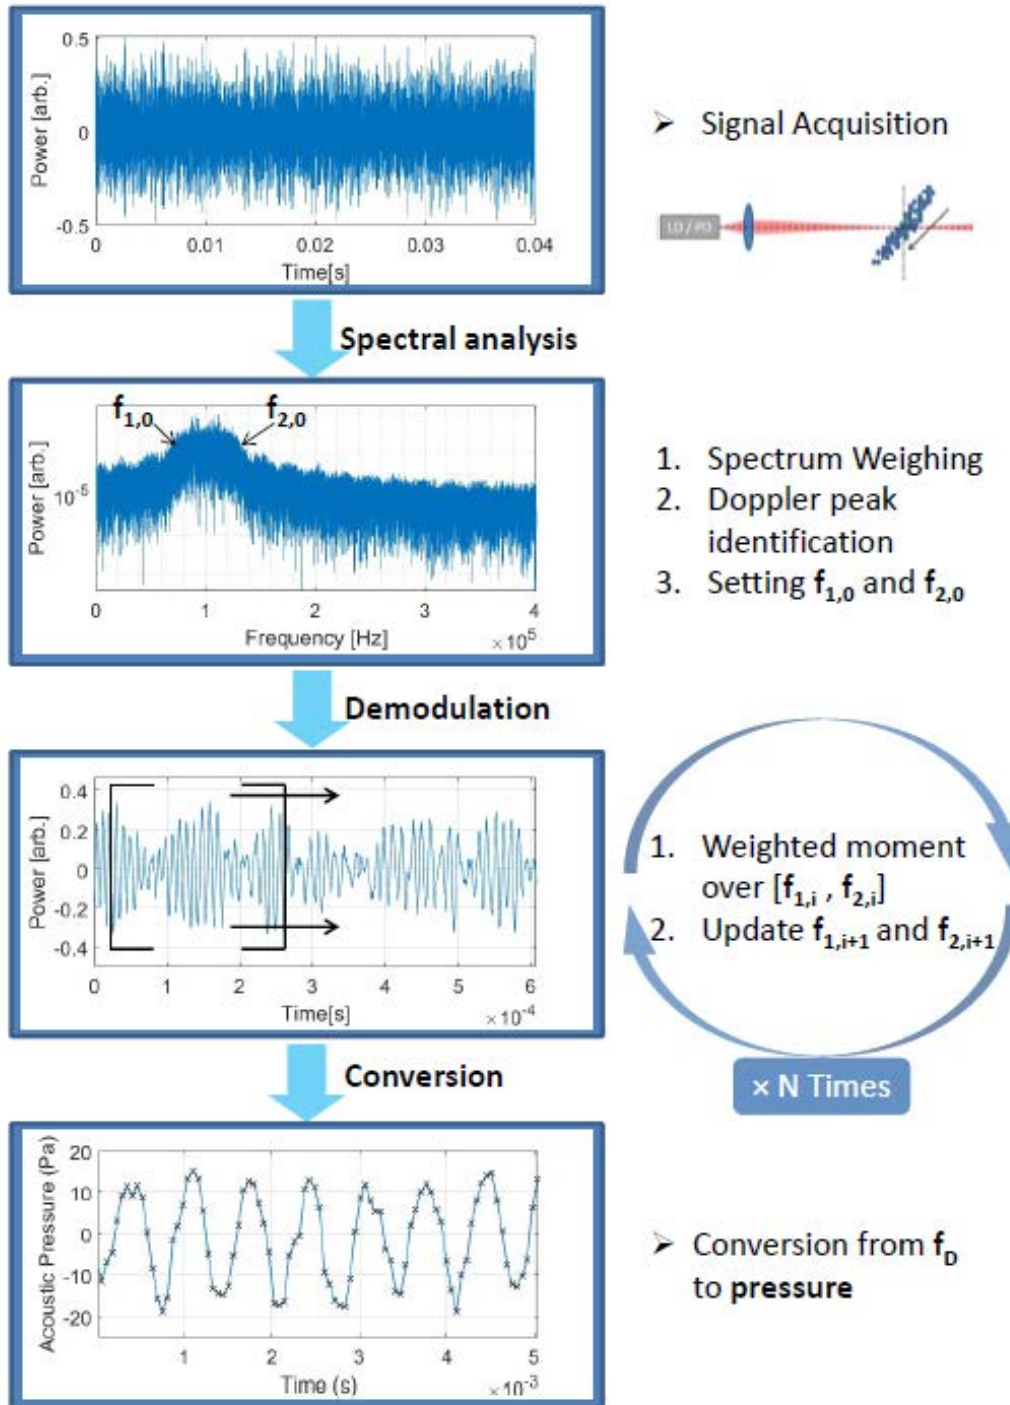 0.5
0
-0.5
Power [arb.]
0 0.01 0.02 0.03 0.04
Time[s]
➢ Signal Acquisition
LD / PD
Spectral analysis
f1,0 f2,0
10-5
Power [arb.]
0 1 2 3 4
Frequency [Hz] ×105
1. Spectrum Weighing
2. Doppler peak
identification
3. Setting f1,0 and f2,0
Demodulation
0.4
0.2
0
-0.2
-0.4
Power [arb.]
0 1 2 3 4 5 6
Time[s] ×10-4
1. Weighted moment
over [f1,i , f2,i]
2. Update f1,i+1 and f2,i+1
× N Times
Conversion
20
10
0
-10
-20
Acoustic Pressure (Pa)
1 2 3 4 5
Time (s) ×10-3
➢ Conversion from fD
to pressure